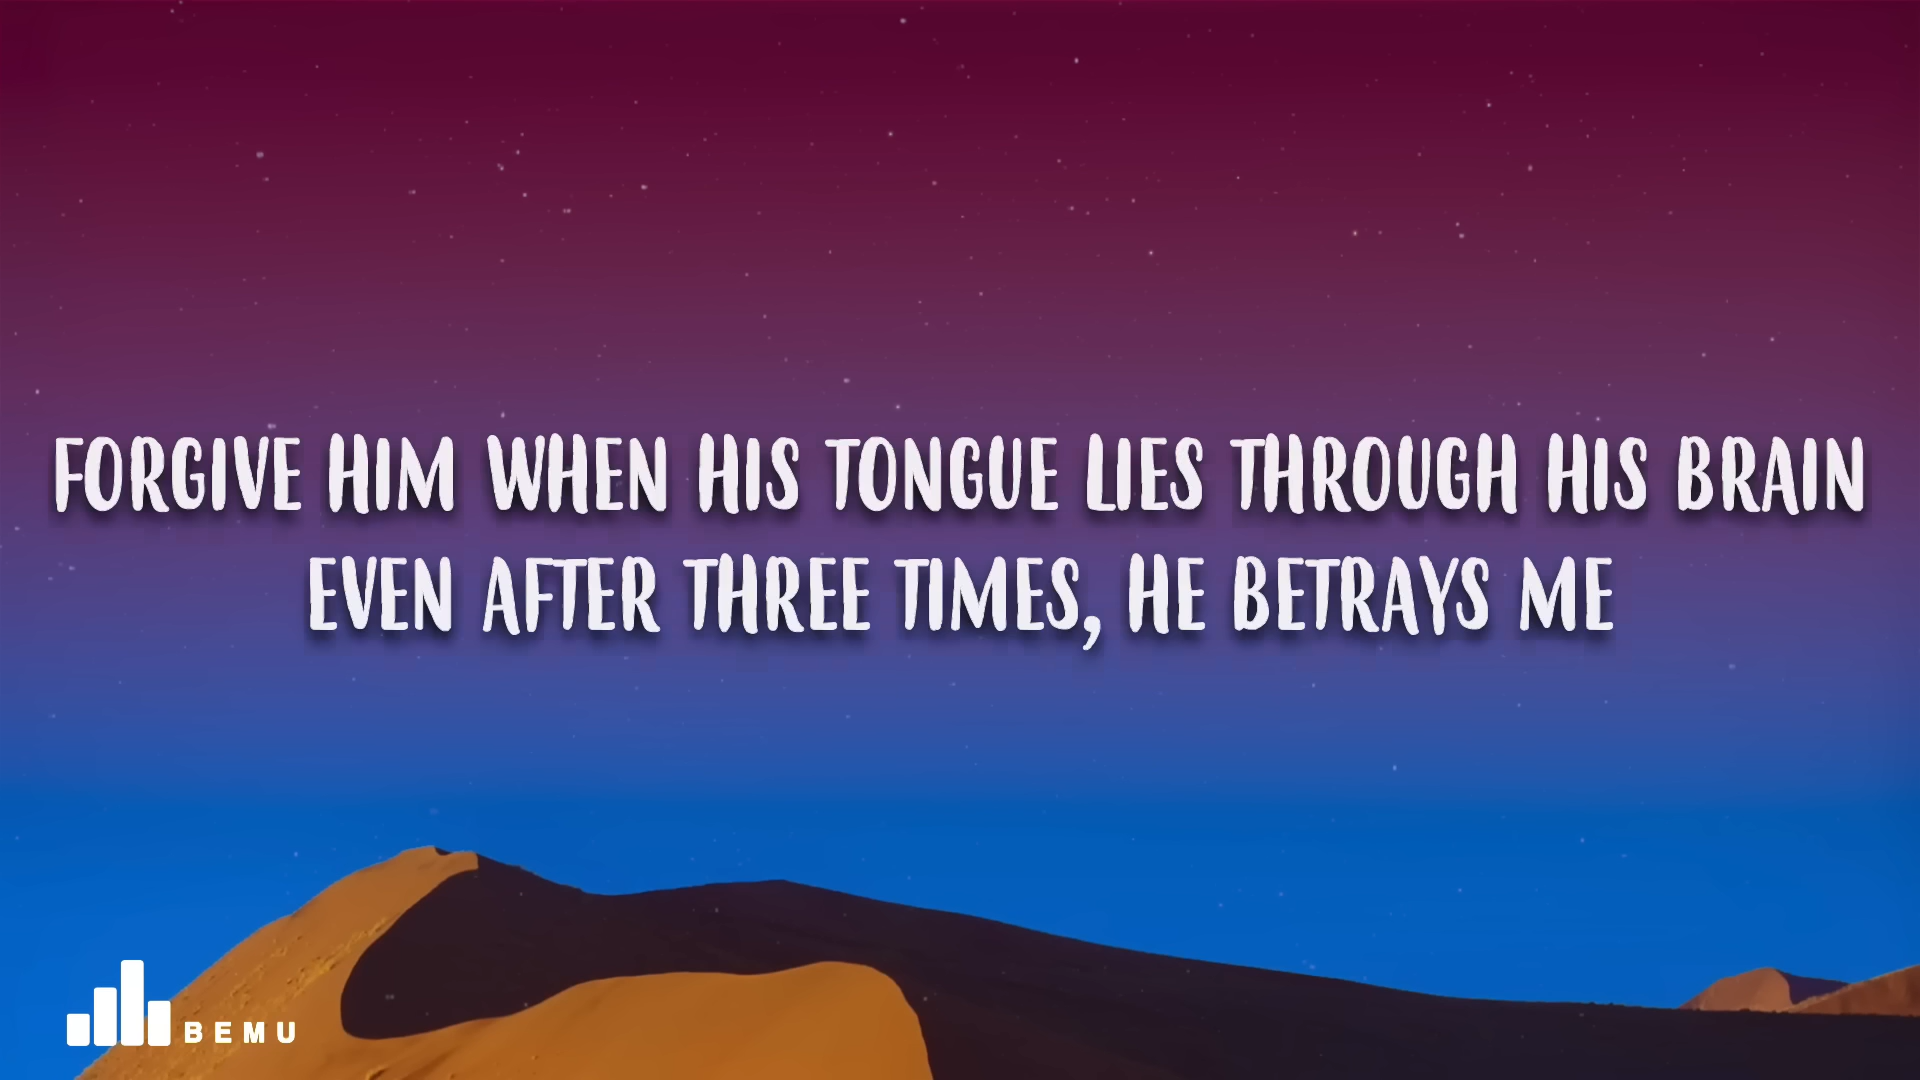 FORGIVE HIM WHEN HIS TONGUE LIES THROUGH HIS BRAIN
EVEN AFTER THREE TIMES, HE BETRAYS ME
BEMU